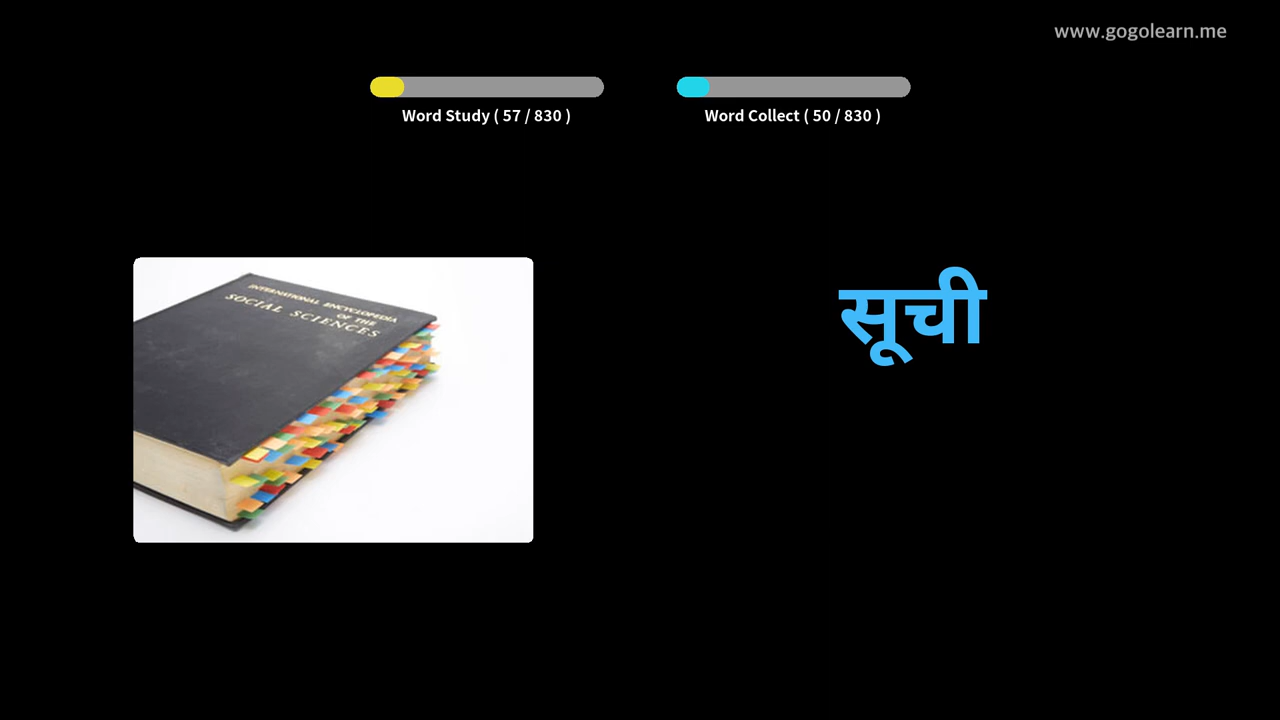 www.gogolearn.me
Word Study ( 57 / 830 )
Word Collect ( 50 / 830 )
INTERNATIONAL ENCYCLOPEDIA
OF THE
SOCIAL SCIENCES
सूची